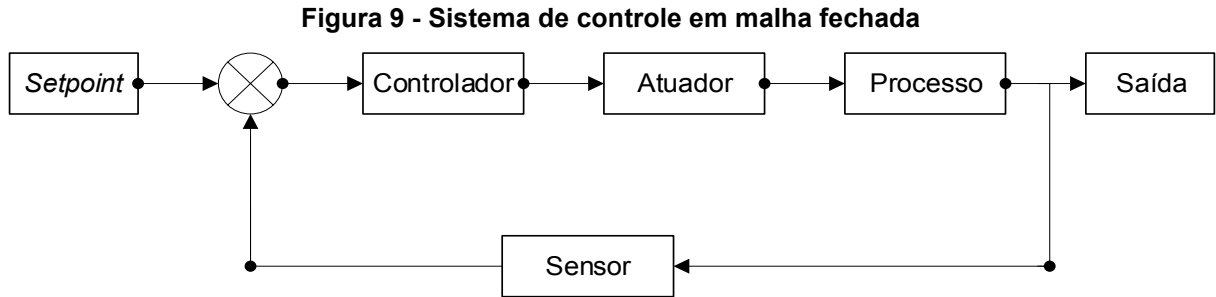 Figura 9 - Sistema de controle em malha fechada
Setpoint
Controlador
Atuador
Processo
Saída
Sensor